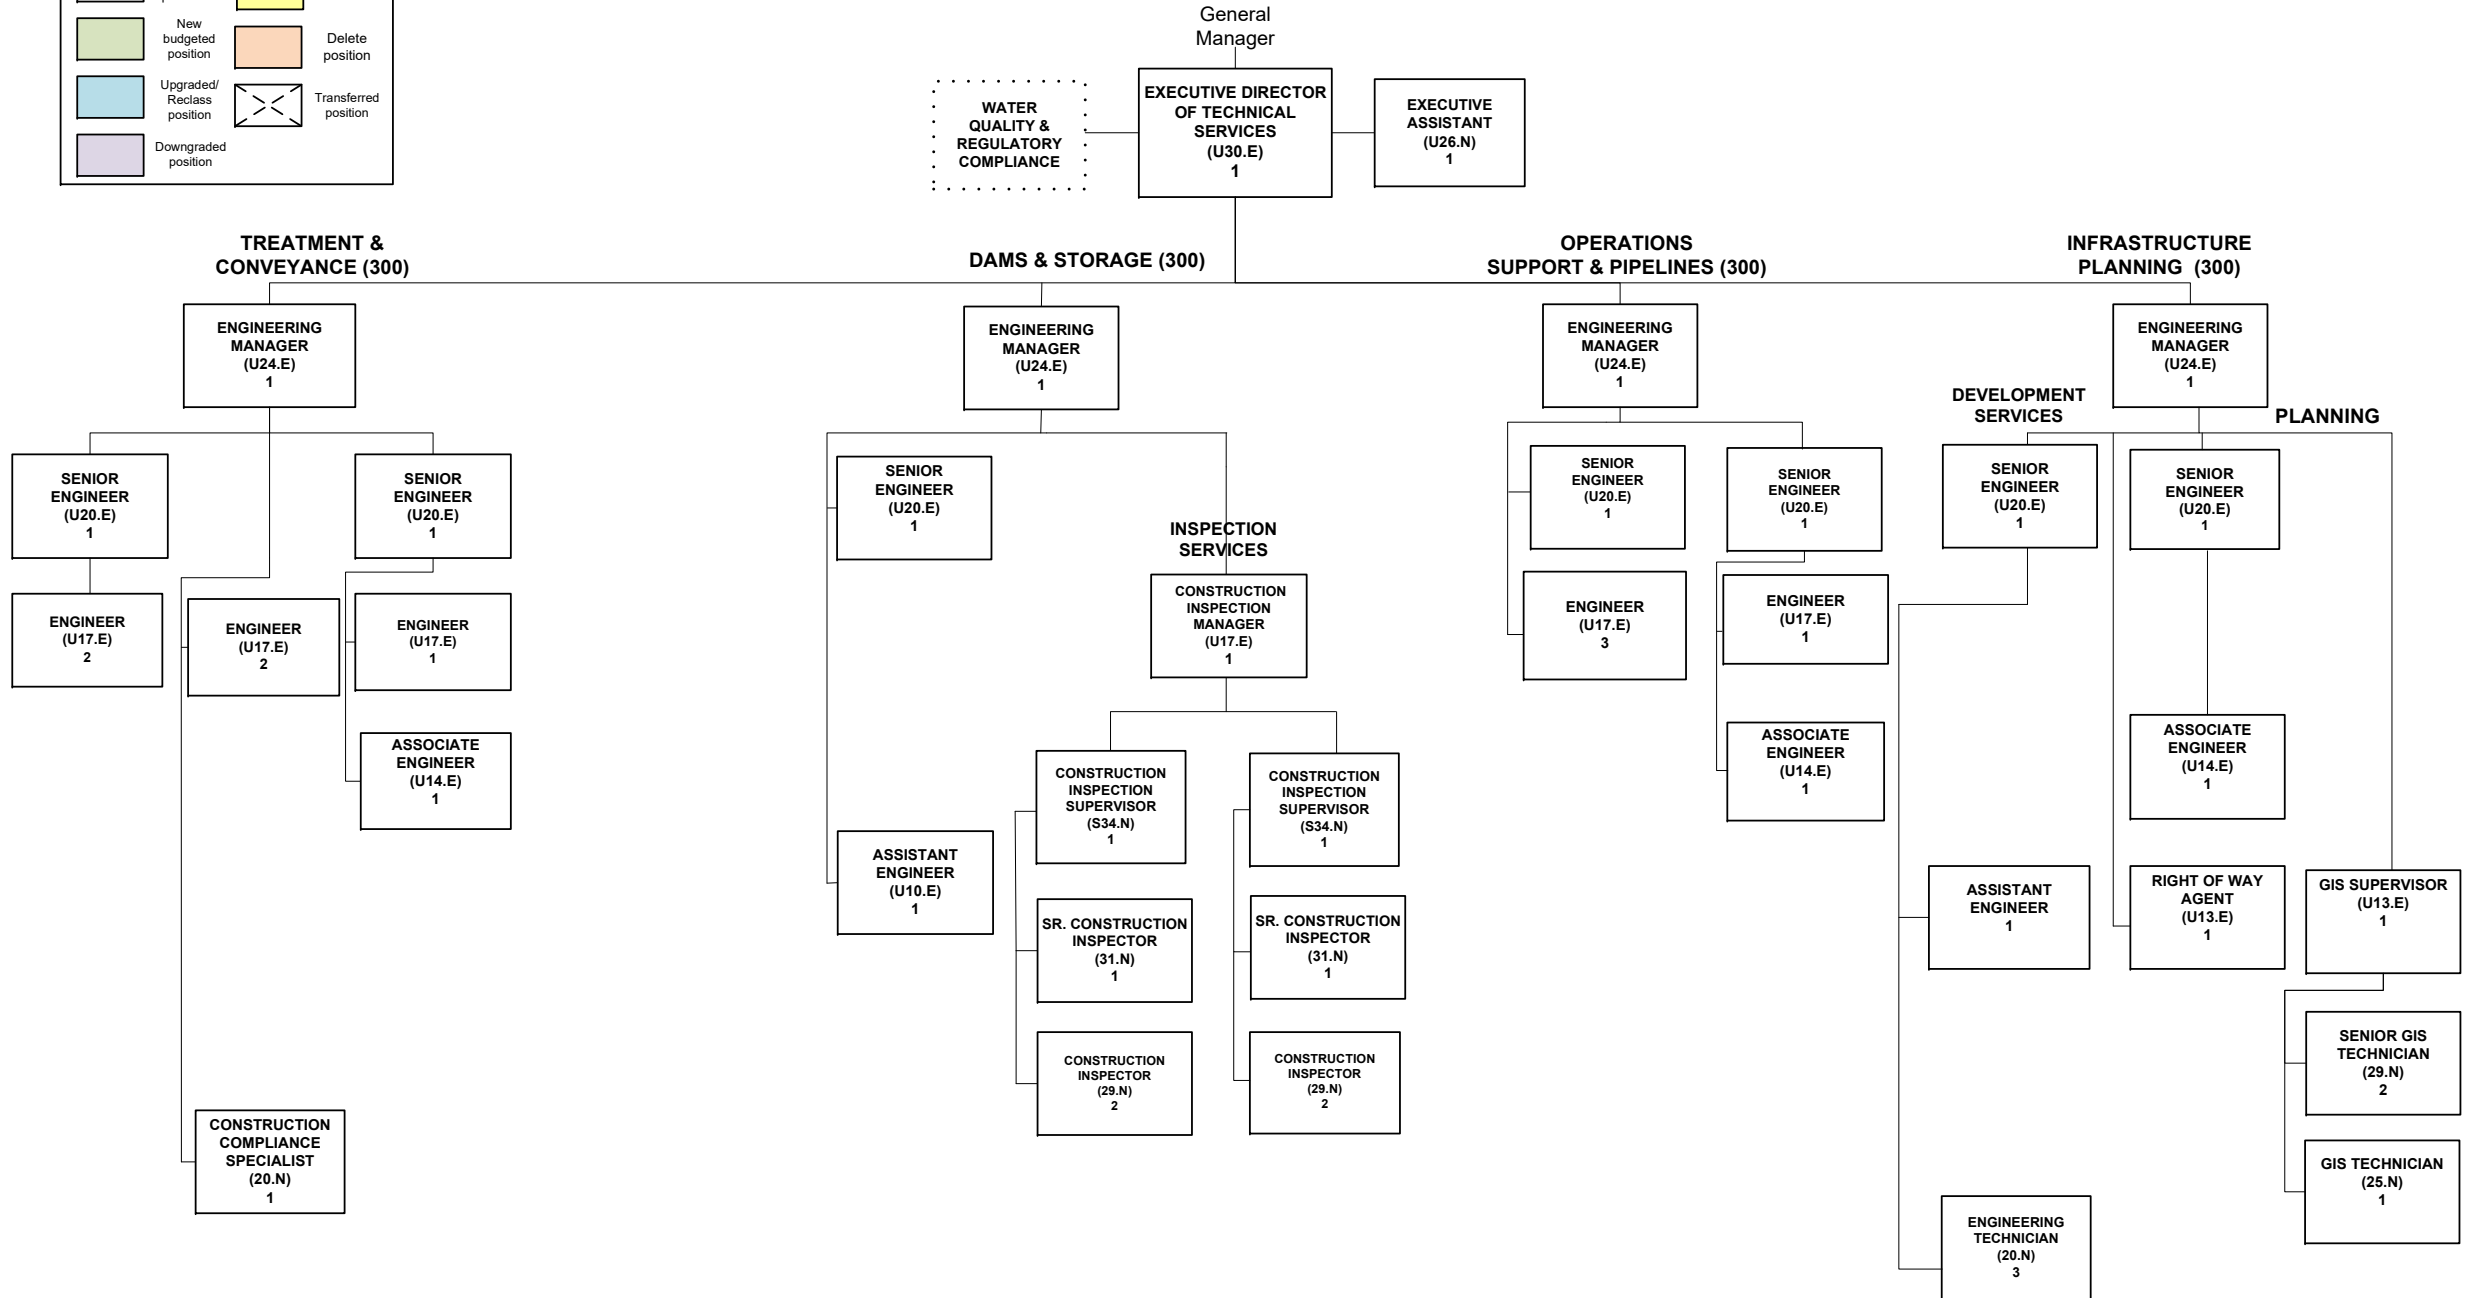 New
budgeted
position
Delete
position
Upgraded/
Reclass
position
Transferred
position
Downgraded
position
General
Manager
WATER
QUALITY &
REGULATORY
COMPLIANCE
EXECUTIVE DIRECTOR
OF TECHNICAL
SERVICES
(U30.E)
1
EXECUTIVE
ASSISTANT
(U26.N)
1
TREATMENT &
CONVEYANCE (300)
DAMS & STORAGE (300)
OPERATIONS
SUPPORT & PIPELINES (300)
INFRASTRUCTURE
PLANNING (300)
ENGINEERING
MANAGER
(U24.E)
1
ENGINEERING
MANAGER
(U24.E)
1
ENGINEERING
MANAGER
(U24.E)
1
ENGINEERING
MANAGER
(U24.E)
1
DEVELOPMENT
SERVICES
PLANNING
SENIOR
ENGINEER
(U20.E)
1
SENIOR
ENGINEER
(U20.E)
1
SENIOR
ENGINEER
(U20.E)
1
SENIOR
ENGINEER
(U20.E)
1
SENIOR
ENGINEER
(U20.E)
1
SENIOR
ENGINEER
(U20.E)
1
SENIOR
ENGINEER
(U20.E)
1
INSPECTION
SERVICES
ENGINEER
(U17.E)
2
ENGINEER
(U17.E)
2
ENGINEER
(U17.E)
1
CONSTRUCTION
INSPECTION
MANAGER
(U17.E)
1
ENGINEER
(U17.E)
3
ENGINEER
(U17.E)
1
ASSOCIATE
ENGINEER
(U14.E)
1
CONSTRUCTION
INSPECTION
SUPERVISOR
(S34.N)
1
CONSTRUCTION
INSPECTION
SUPERVISOR
(S34.N)
1
ASSOCIATE
ENGINEER
(U14.E)
1
ASSOCIATE
ENGINEER
(U14.E)
1
ASSISTANT
ENGINEER
(U10.E)
1
SR. CONSTRUCTION
INSPECTOR
(31.N)
1
SR. CONSTRUCTION
INSPECTOR
(31.N)
1
ASSISTANT
ENGINEER
1
RIGHT OF WAY
AGENT
(U13.E)
1
GIS SUPERVISOR
(U13.E)
1
CONSTRUCTION
INSPECTOR
(29.N)
2
CONSTRUCTION
INSPECTOR
(29.N)
2
SENIOR GIS
TECHNICIAN
(29.N)
2
CONSTRUCTION
COMPLIANCE
SPECIALIST
(20.N)
1
GIS TECHNICIAN
(25.N)
1
ENGINEERING
TECHNICIAN
(20.N)
3